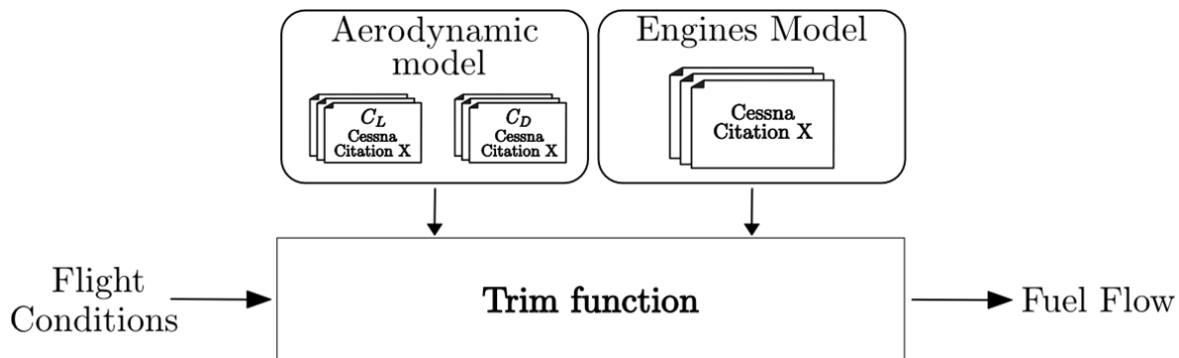 Aerodynamic
model
C_L
Cessna
Citation X
C_D
Cessna
Citation X
Engines Model
Cessna
Citation X
Flight
Conditions
Trim function
Fuel Flow